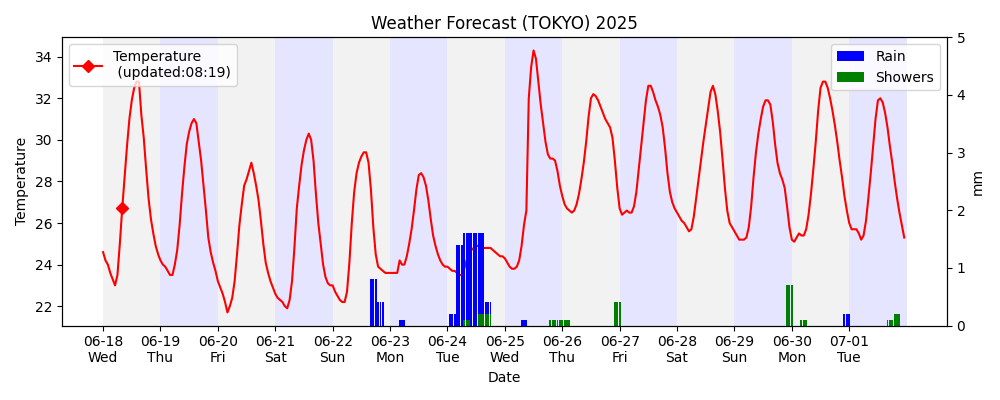 Weather Forecast (TOKYO) 2025
Temperature
(updated:08:19)
Rain
Showers
Temperature
34
32
30
28
26
24
22
5
4
3
2
1
0
mm
06-18 06-19 06-20 06-21 06-22 06-23 06-24 06-25 06-26 06-27 06-28 06-29 06-30 07-01
Wed Thu Fri Sat Sun Mon Tue Wed Thu Fri Sat Sun Mon Tue
Date